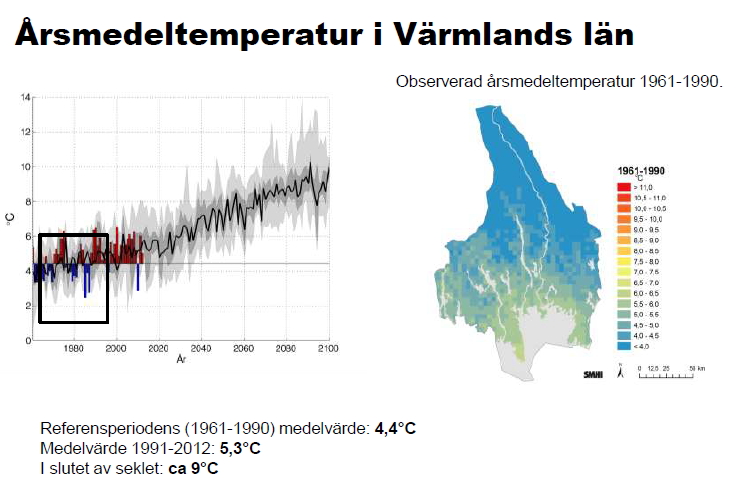 Årsmedeltemperatur i Värmlands län
Observerad årsmedeltemperatur 1961-1990.
14
12
10
8
6
4
2
0
°C
1980 2000 2020 2040 2060 2080 2100
År
1961-1990
°C
> 11,0
10,5 - 11,0
10,0 - 10,5
9,5 - 10,0
9,0 - 9,5
8,5 - 9,0
8,0 - 8,5
7,5 - 8,0
7,0 - 7,5
6,5 - 7,0
6,0 - 6,5
5,5 - 6,0
5,0 - 5,5
4,5 - 5,0
4,0 - 4,5
< 4,0
SMHI N 0 12,5 25 50 km
Referensperiodens (1961-1990) medelvärde: 4,4°C
Medelvärde 1991-2012: 5,3°C
I slutet av seklet: ca 9°C